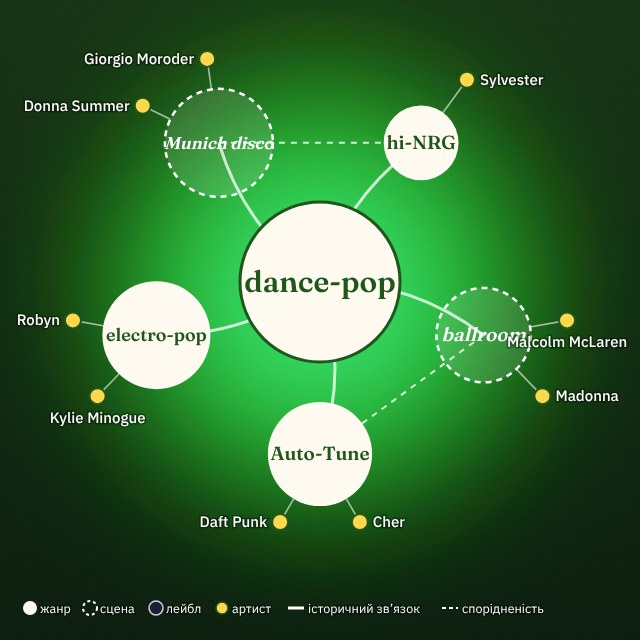 Giorgio Moroder
Sylvester
Donna Summer
Munich disco
hi-NRG
dance-pop
Robyn
electro-pop
ballroom
Malcolm McLaren
Madonna
Kylie Minogue
Auto-Tune
Daft Punk
Cher
жанр
сцена
лейбл
артист
історичний зв’язок
спорідненість